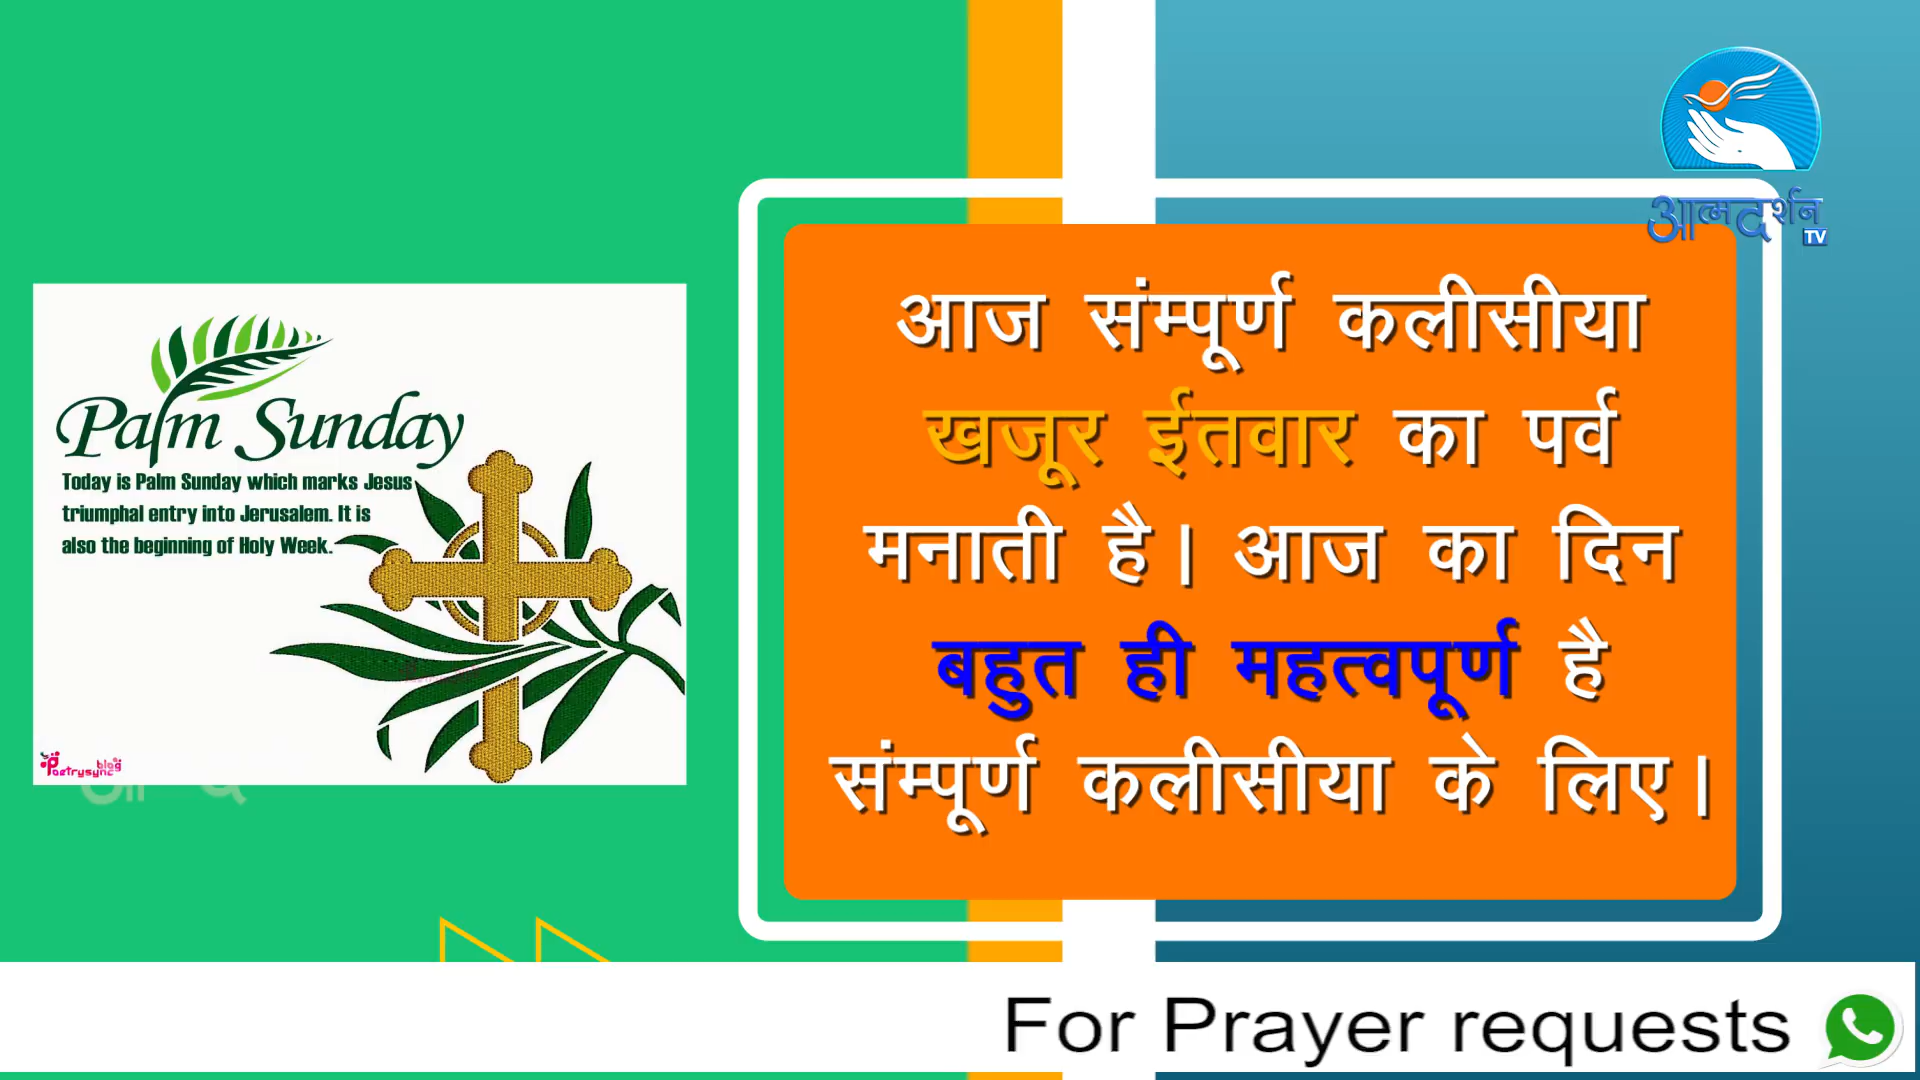 Palm Sunday
Today is Palm Sunday which marks Jesus
triumphal entry into Jerusalem. It is
also the beginning of Holy Week.
Poetrysync
blog
आत्मदर्शन
TV
आज संम्पूर्ण कलीसीया
खजूर ईतवार का पर्व
मनाती है। आज का दिन
बहुत ही महत्वपूर्ण है
संम्पूर्ण कलीसीया के लिए।
For Prayer requests